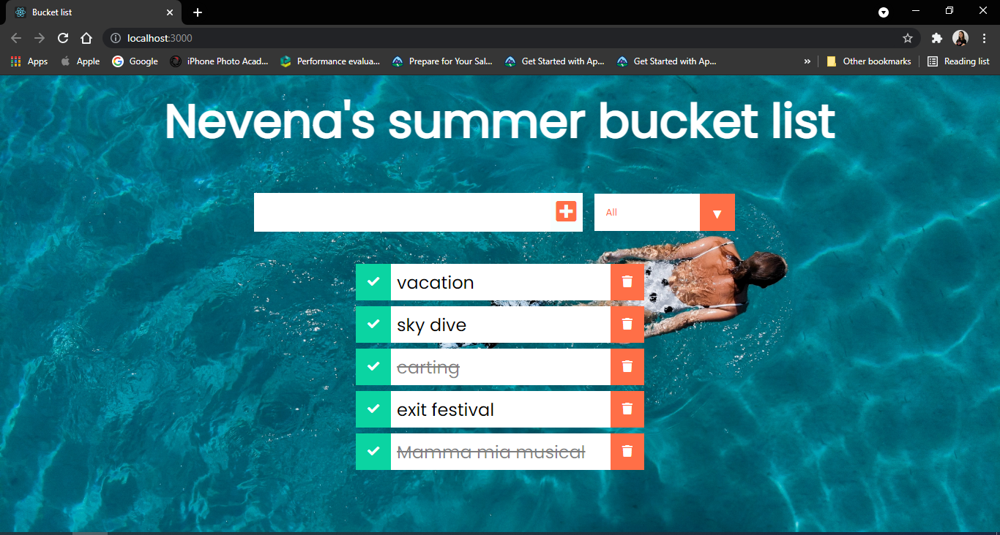 Bucket list
localhost:3000
Apps Apple Google iPhone Photo Acad... Performance evalua... Prepare for Your Sal... Get Started with Ap... Get Started with Ap... » Other bookmarks Reading list
Nevena's summer bucket list
All
vacation
sky dive
carting
exit festival
Mamma mia musical